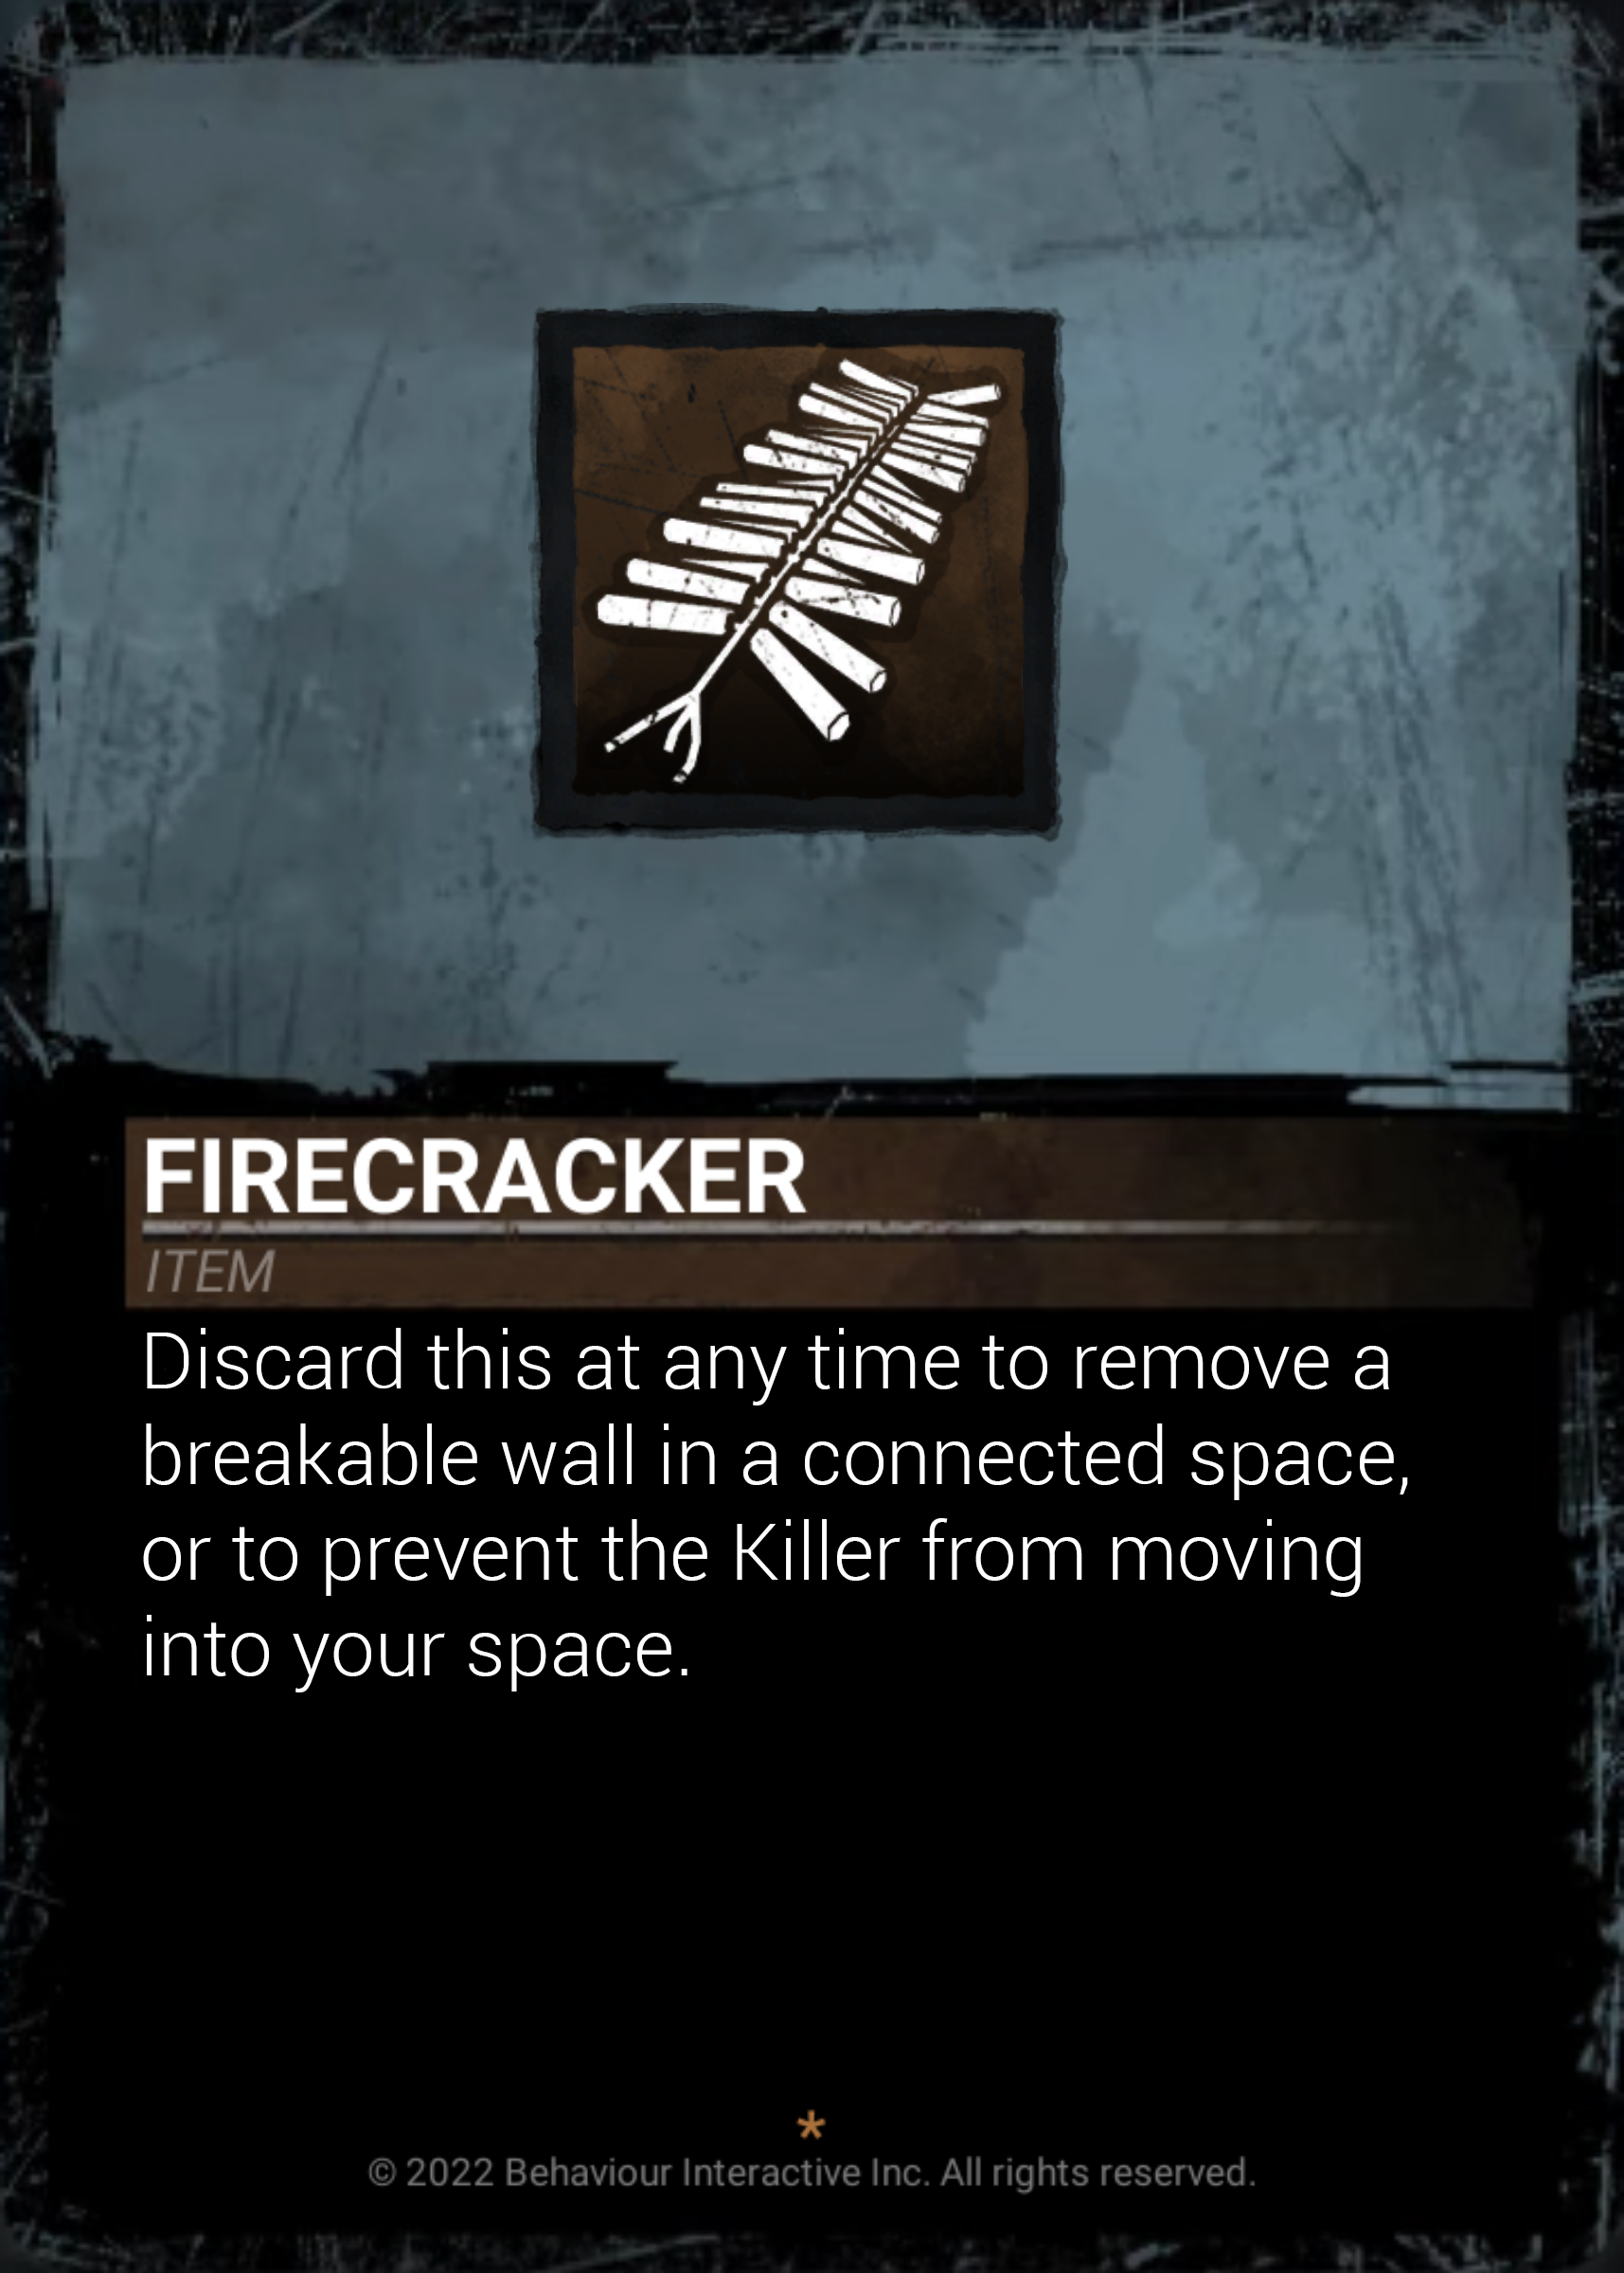 FIRECRACKER
ITEM
Discard this at any time to remove a
breakable wall in a connected space,
or to prevent the Killer from moving
into your space.
*
© 2022 Behaviour Interactive Inc. All rights reserved.